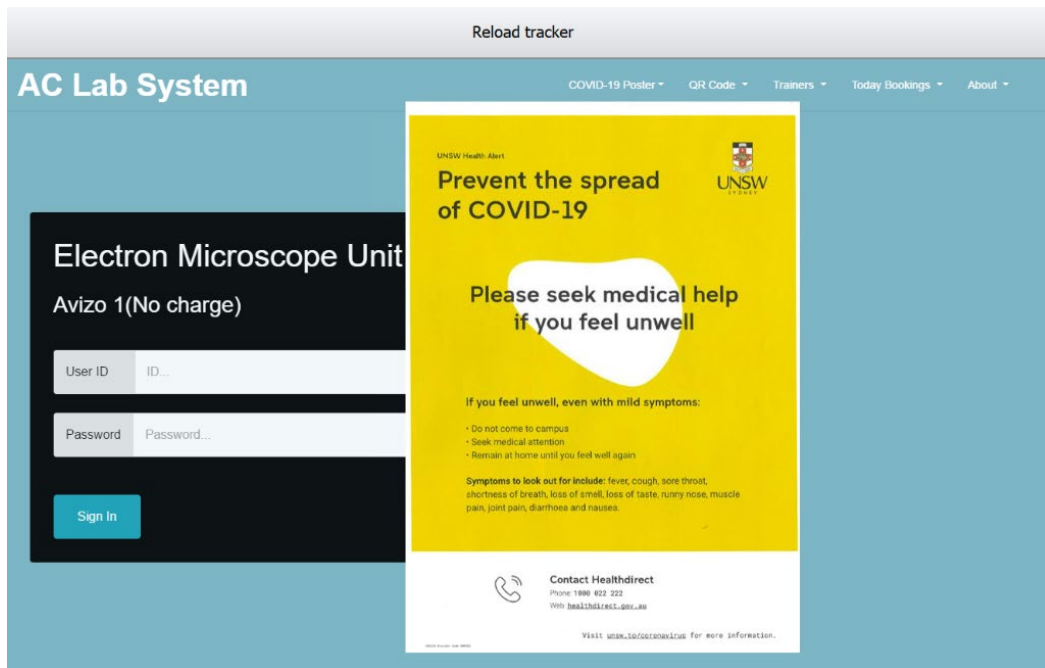 Reload tracker
AC Lab System
COVID-19 Poster
QR Code
Trainers
Today Bookings
About
Electron Microscope Unit
Avizo 1(No charge)
User ID
ID...
Password
Password...
Sign In
UNSW Health Alert
Prevent the spread
of COVID-19
UNSW
SYDNEY
Please seek medical help
if you feel unwell
If you feel unwell, even with mild symptoms:
• Do not come to campus
• Seek medical attention
• Remain at home until you feel well again
Symptoms to look out for include: fever, cough, sore throat,
shortness of breath, loss of smell, loss of taste, runny nose, muscle
pain, joint pain, diarrhoea and nausea.
Contact Healthdirect
Phone 1800 022 222
Web healthdirect.gov.au
Visit unsw.to/coronavirus for more information.